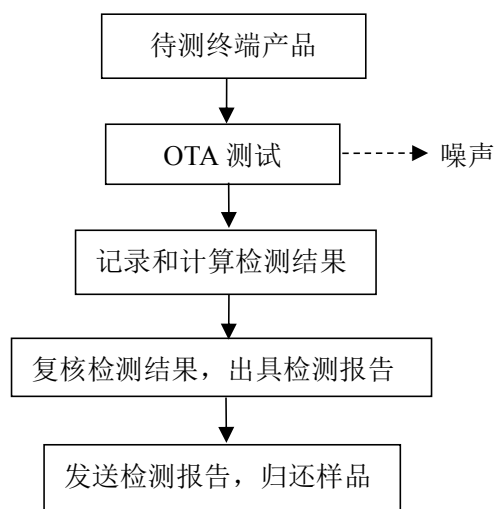 待测终端产品
OTA 测试
噪声
记录和计算检测结果
复核检测结果，出具检测报告
发送检测报告，归还样品